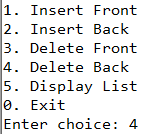 1. Insert Front
2. Insert Back
3. Delete Front
4. Delete Back
5. Display List
0. Exit
Enter choice: 4